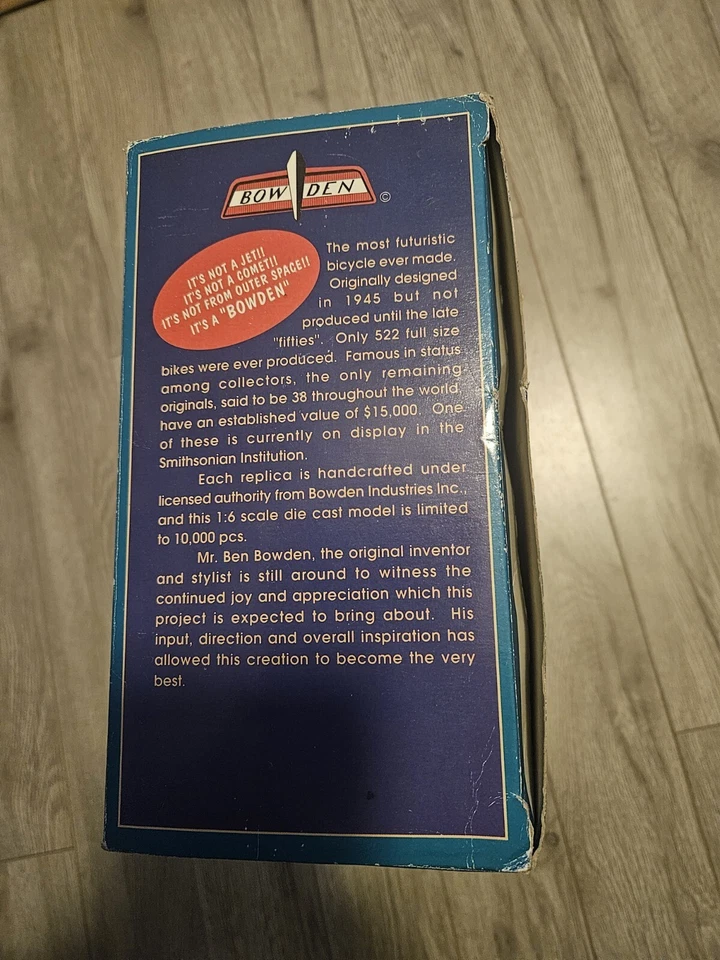 BOWDEN ©
IT'S NOT A JET!!
IT'S NOT A COMET!!
IT'S NOT FROM OUTER SPACE!!
IT'S A "BOWDEN"
The most futuristic
bicycle ever made.
Originally designed
in 1945 but not
produced until the late
"fifties". Only 522 full size
bikes were ever produced. Famous in status
among collectors, the only remaining
originals, said to be 38 throughout the world,
have an established value of $15,000. One
of these is currently on display in the
Smithsonian Institution.
Each replica is handcrafted under
licensed authority from Bowden Industries Inc.,
and this 1:6 scale die cast model is limited
to 10,000 pcs.
Mr. Ben Bowden, the original inventor
and stylist is still around to witness the
continued joy and appreciation which this
project is expected to bring about. His
input, direction and overall inspiration has
allowed this creation to become the very
best.